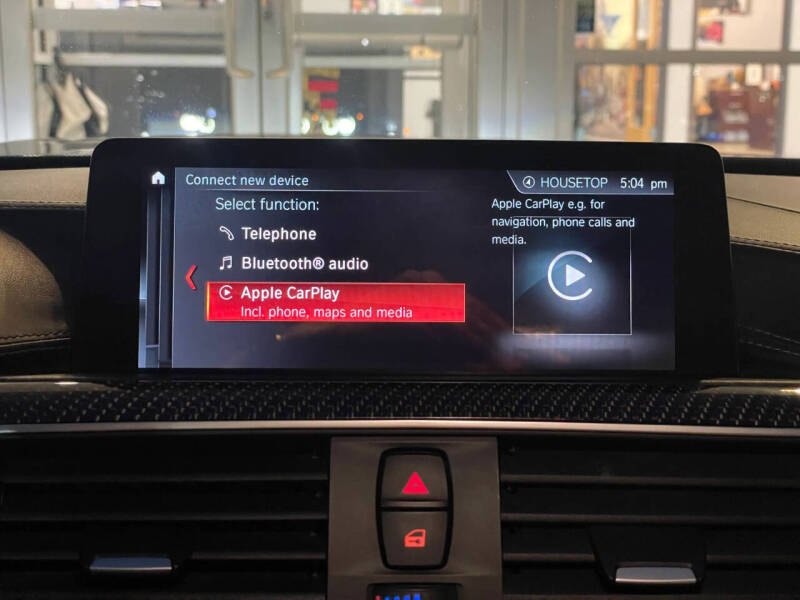 Connect new device
HOUSETOP 5:04 pm
Select function:
Telephone
Bluetooth® audio
Apple CarPlay
Incl. phone, maps and media
Apple CarPlay e.g. for
navigation, phone calls and
media.